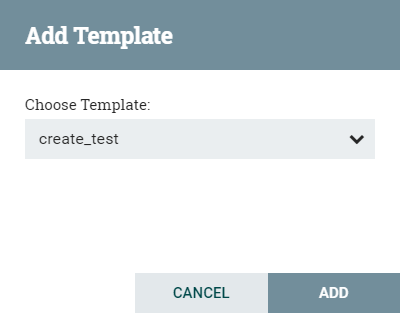 Add Template
Choose Template:
create_test
CANCEL
ADD